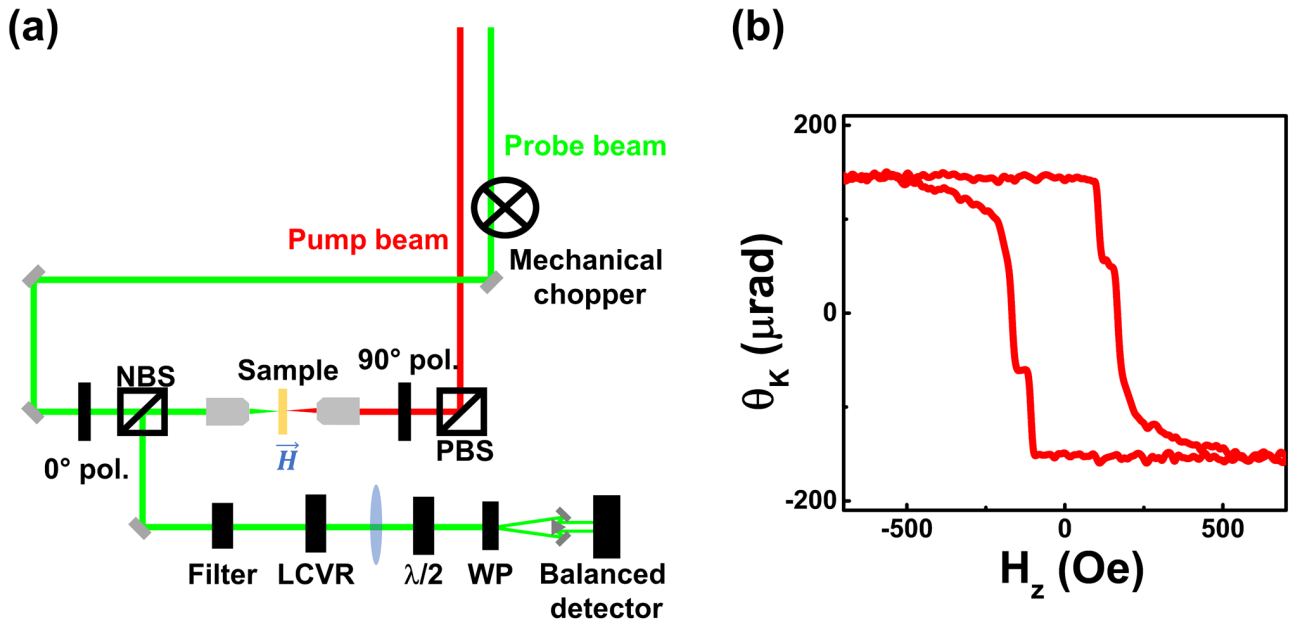 (a)
Probe beam
Pump beam
Mechanical
chopper
NBS
Sample
90° pol.
0° pol.
H
PBS
Filter
LCVR
λ/2
WP
Balanced
detector
(b)
200
0
-200
θK (μrad)
-500
0
500
Hz (Oe)